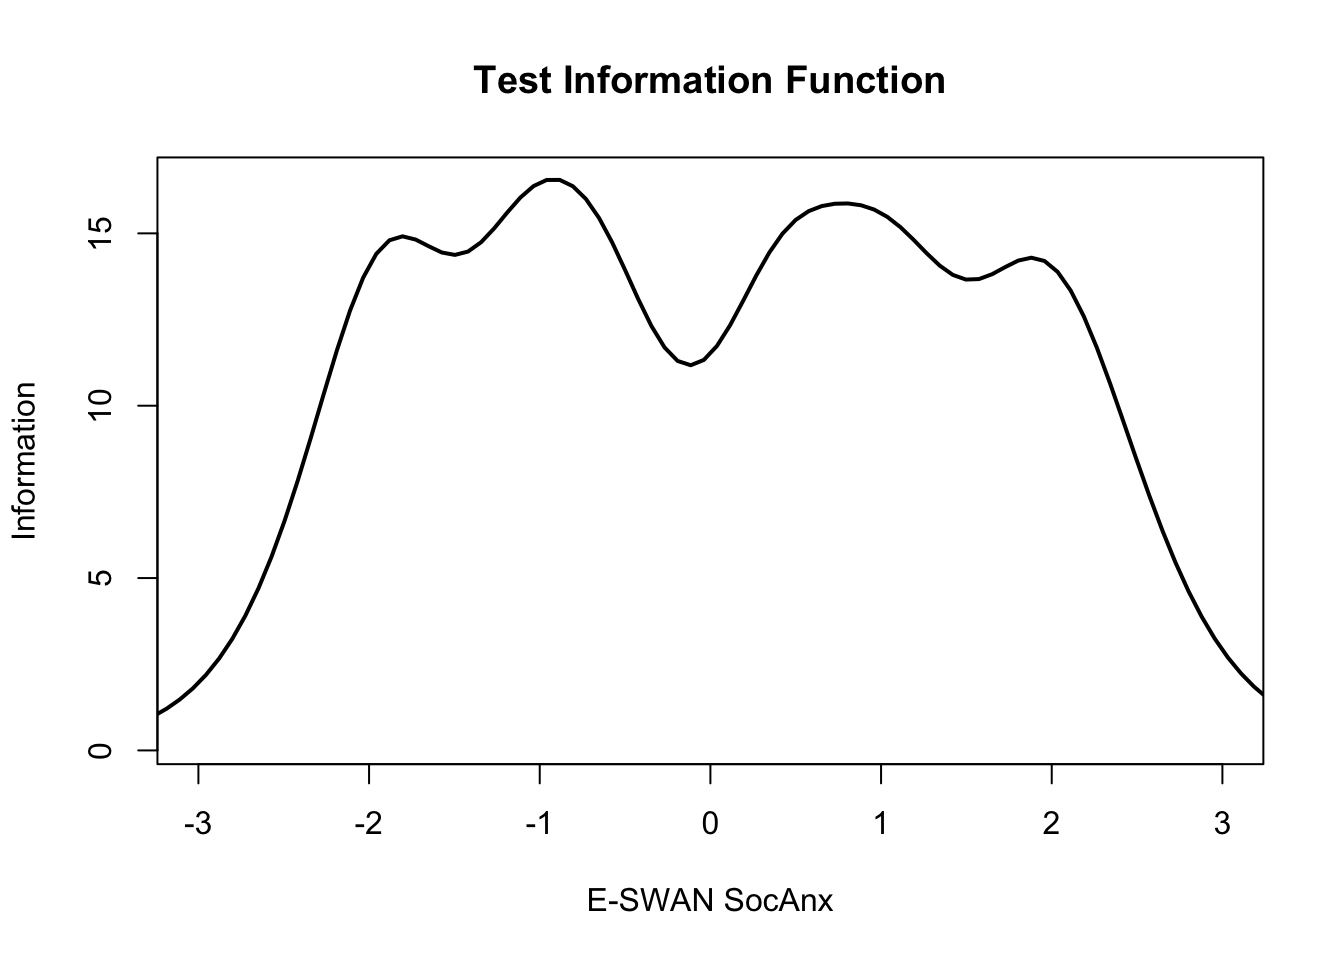 Test Information Function
Information
15
10
5
0
-3 -2 -1 0 1 2 3
E-SWAN SocAnx